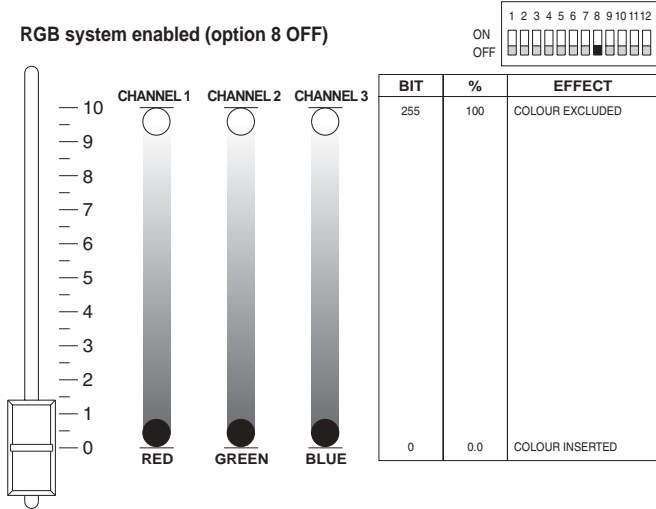 RGB system enabled (option 8 OFF)
1 2 3 4 5 6 7 8 9 10 11 12
ON
OFF
CHANNEL 1 CHANNEL 2 CHANNEL 3
BIT % EFFECT
10
9
8
7
6
5
4
3
2
1
0
255 100 COLOUR EXCLUDED
0 0.0 COLOUR INSERTED
RED GREEN BLUE